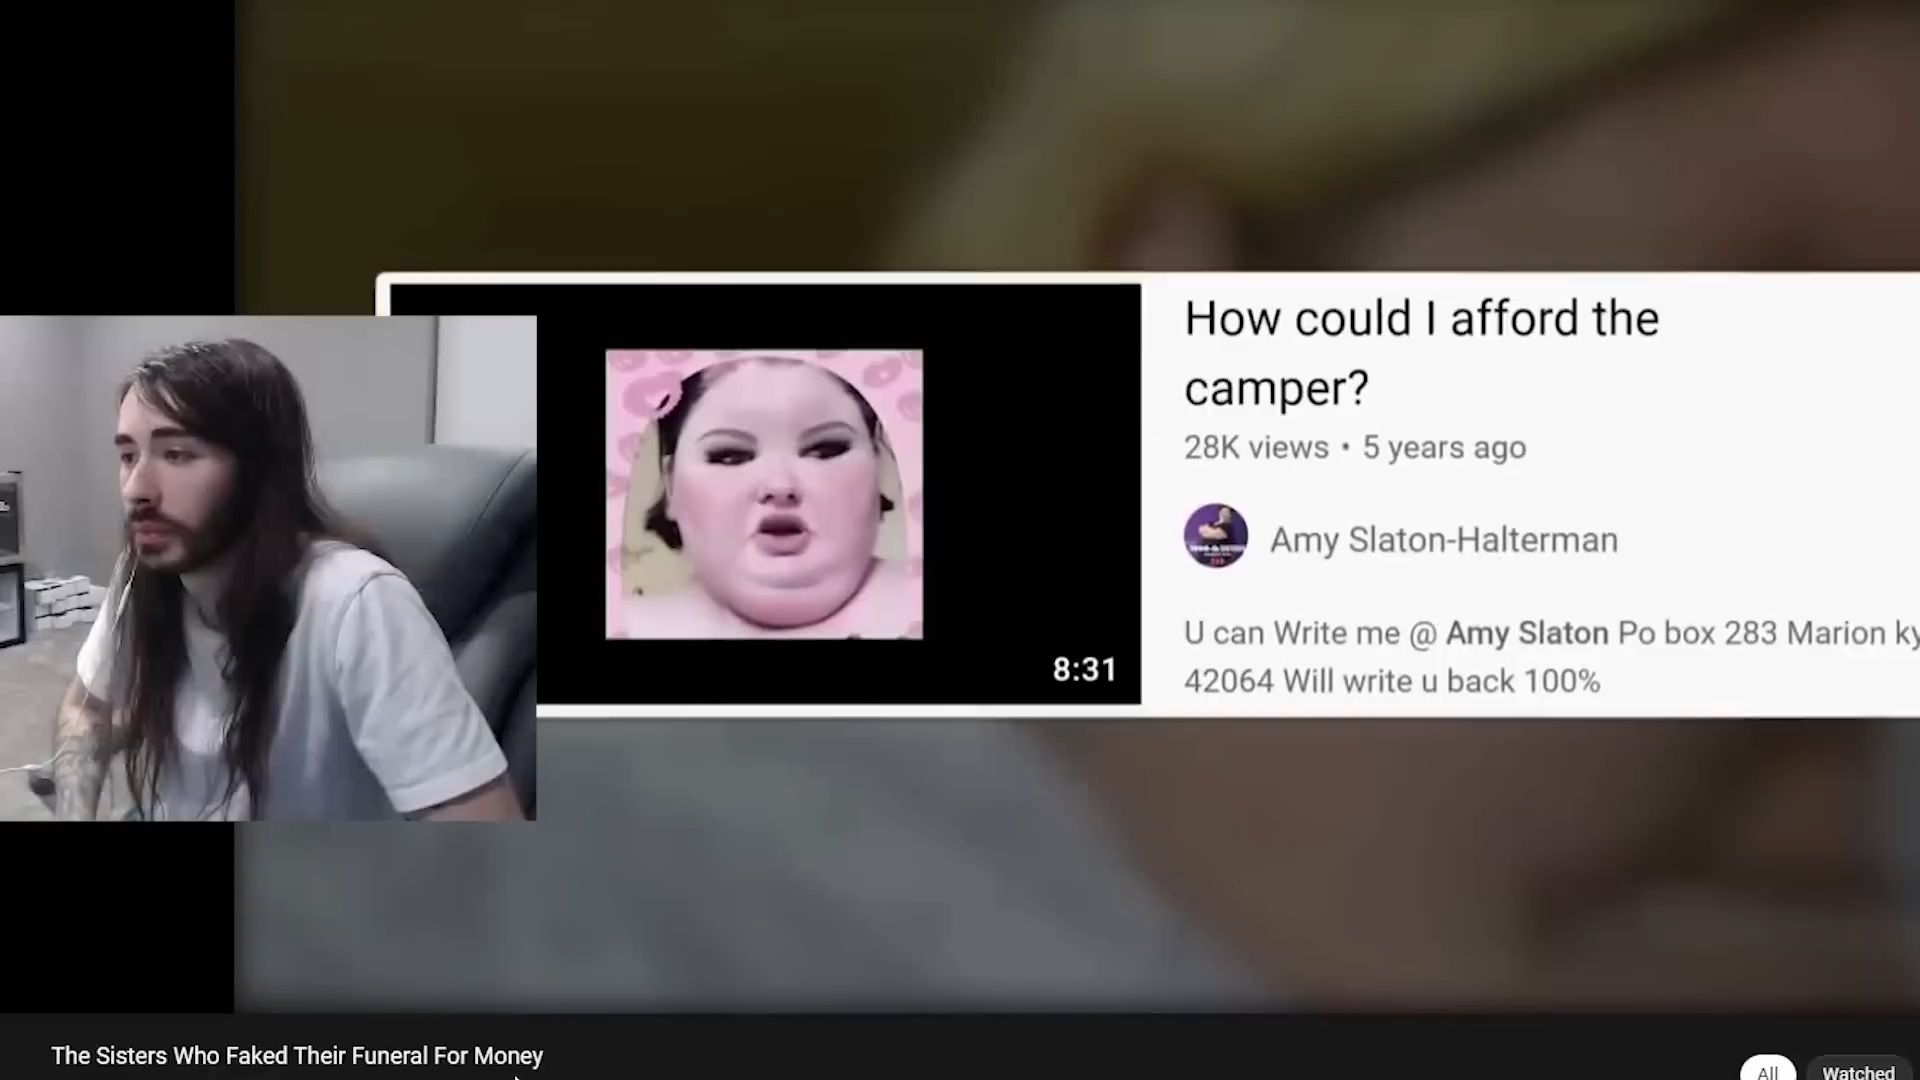 How could I afford the
camper?
28K views • 5 years ago
Amy Slaton-Halterman
U can Write me @ Amy Slaton Po box 283 Marion ky
42064 Will write u back 100%
8:31
The Sisters Who Faked Their Funeral For Money
All
Watched